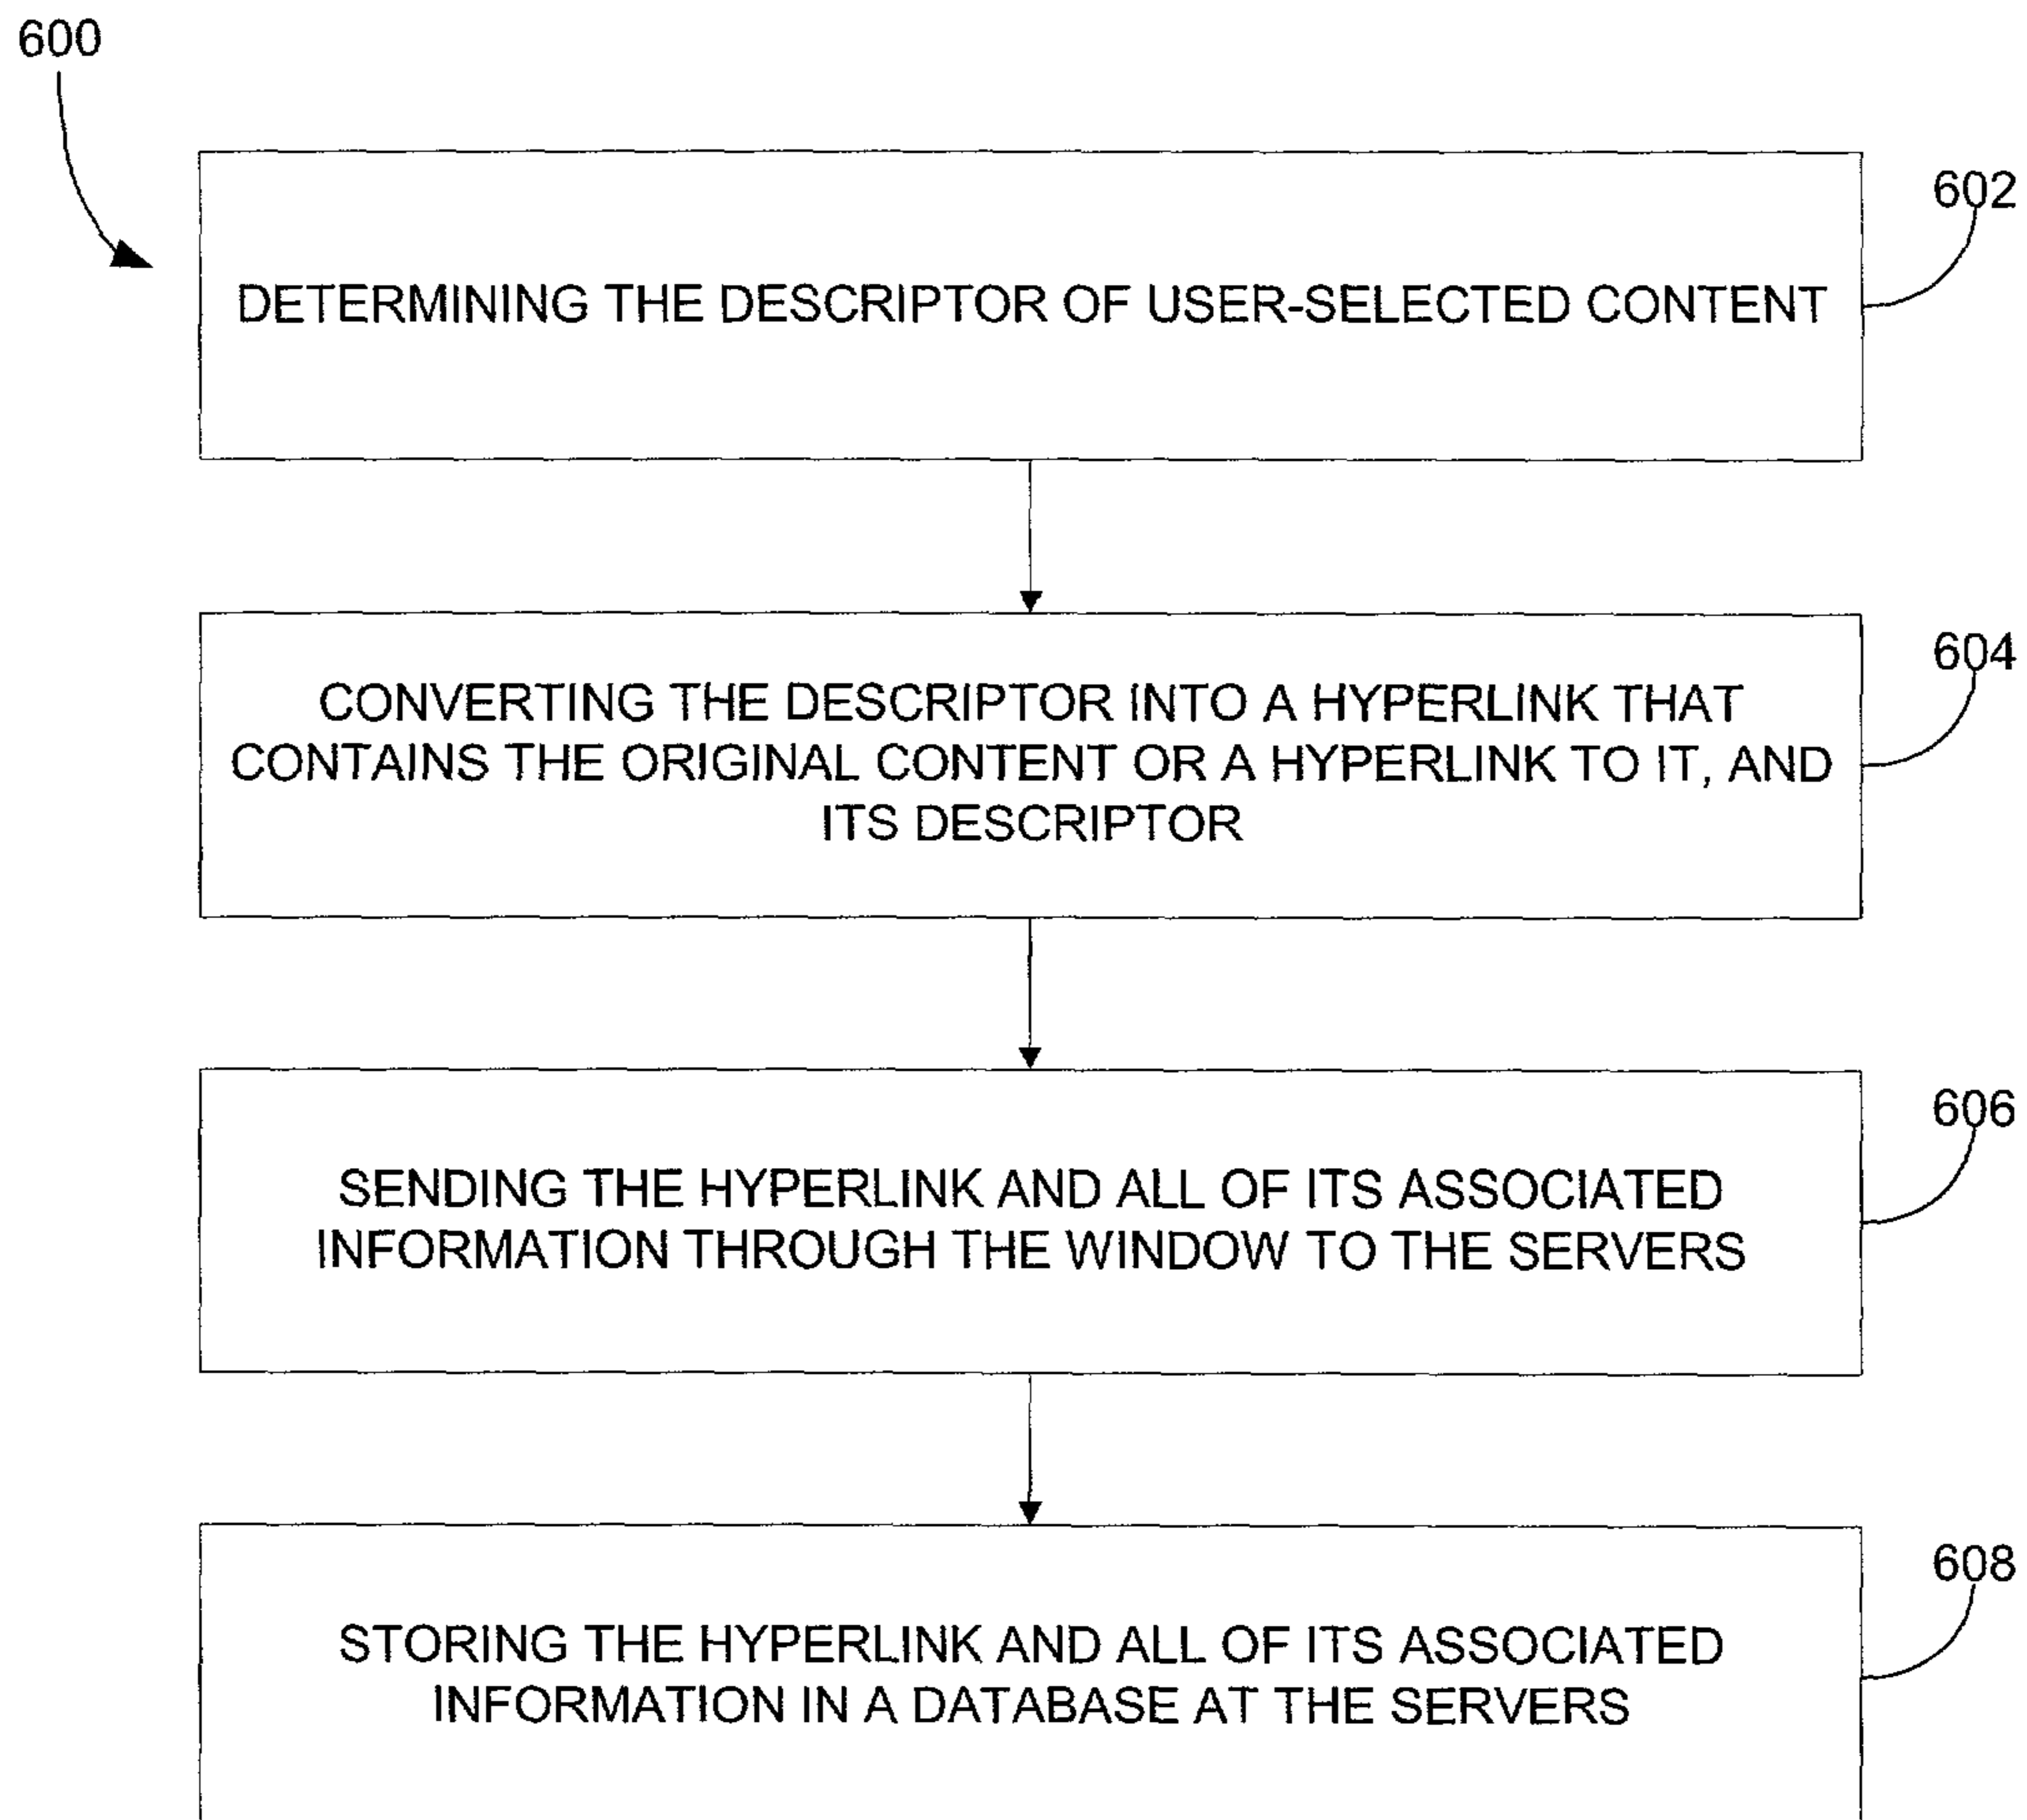 600
602
DETERMINING THE DESCRIPTOR OF USER-SELECTED CONTENT
604
CONVERTING THE DESCRIPTOR INTO A HYPERLINK THAT
CONTAINS THE ORIGINAL CONTENT OR A HYPERLINK TO IT, AND
ITS DESCRIPTOR
606
SENDING THE HYPERLINK AND ALL OF ITS ASSOCIATED
INFORMATION THROUGH THE WINDOW TO THE SERVERS
608
STORING THE HYPERLINK AND ALL OF ITS ASSOCIATED
INFORMATION IN A DATABASE AT THE SERVERS